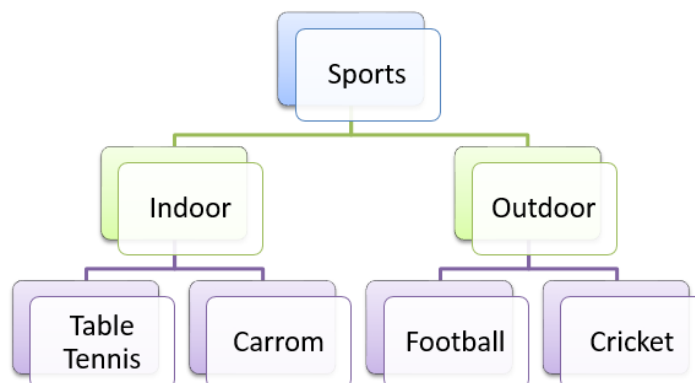 Sports
Indoor
Outdoor
Table
Tennis
Carrom
Football
Cricket